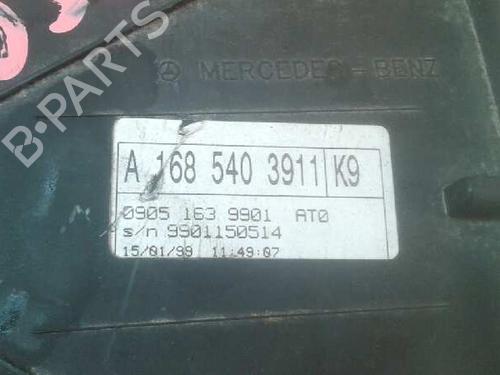 MERCEDES-BENZ
B-PARTS
A 168 540 3911 K9
0905 163 9901 AT0
s/n 9901150514
15/01/99 11:49:07